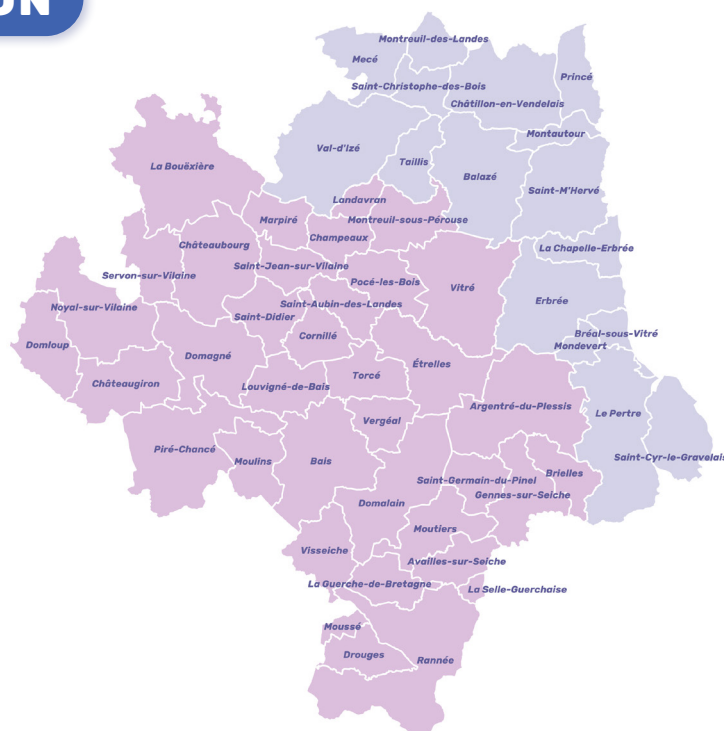 Montreuil-des-Landes
Mecé
Princé
Saint-Christophe-des-Bois
Châtillon-en-Vendelais
Montautour
Val-d'Izé
Taillis
La Bouëxière
Balazé
Saint-M'Hervé
Landavran
Marpiré
Montreuil-sous-Pérouse
Champeaux
Châteaubourg
La Chapelle-Erbrée
Saint-Jean-sur-Vilaine
Servon-sur-Vilaine
Pocé-les-Bois
Vitré
Erbrée
Saint-Aubin-des-Landes
Noyal-sur-Vilaine
Saint-Didier
Cornillé
Bréal-sous-Vitré
Domloup
Mondevert
Domagné
Étrelles
Torcé
Châteaugiron
Louvigné-de-Bais
Argentré-du-Plessis
Le Pertre
Vergéal
Piré-Chancé
Saint-Cyr-le-Gravelais
Moulins
Bais
Brielles
Saint-Germain-du-Pinel
Gennes-sur-Seiche
Domalain
Moutiers
Visseiche
Availles-sur-Seiche
La Guerche-de-Bretagne
La Selle-Guerchaise
Moussé
Drouges
Rannée